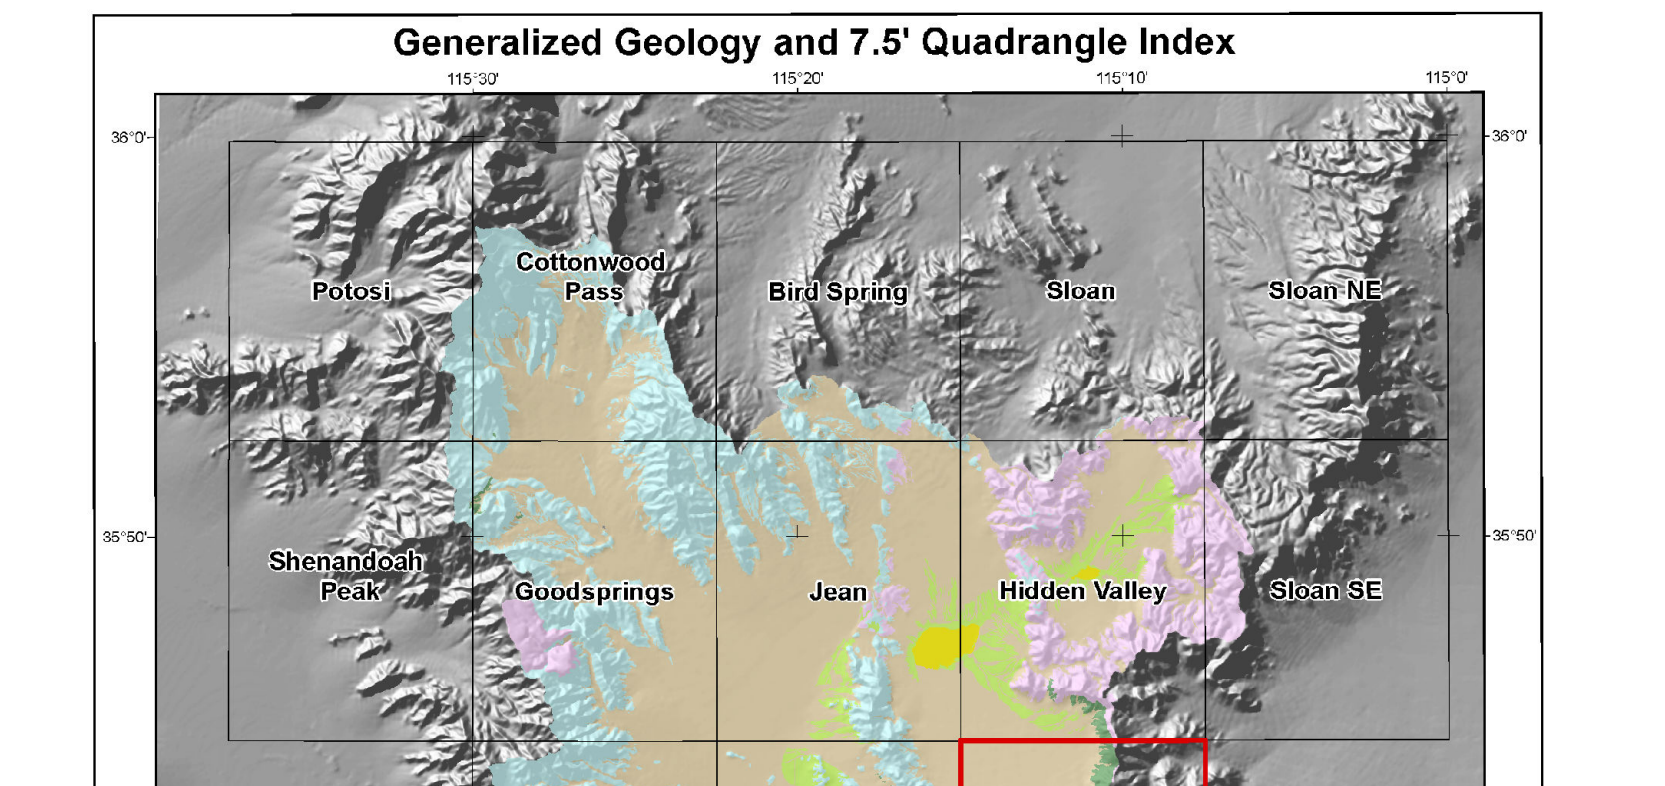 Generalized Geology and 7.5' Quadrangle Index
115°30' 115°20' 115°10' 115°0'
36°0' 36°0'
Cottonwood
Pass
Potosi Bird Spring Sloan Sloan NE
35°50' 35°50'
Shenandoah
Peak Goodsprings Jean Hidden Valley Sloan SE